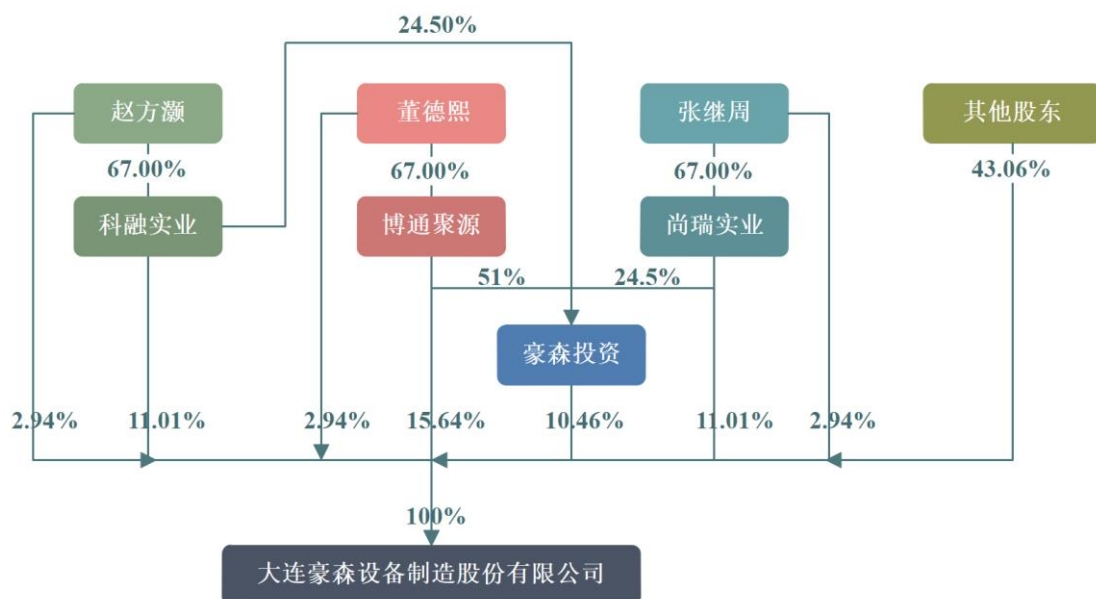 24.50%
赵方灏
董德熙
张继周
其他股东
67.00%
67.00%
67.00%
43.06%
科融实业
博通聚源
尚瑞实业
51%
24.5%
豪森投资
2.94%
11.01%
2.94%
15.64%
10.46%
11.01%
2.94%
100%
大连豪森设备制造股份有限公司